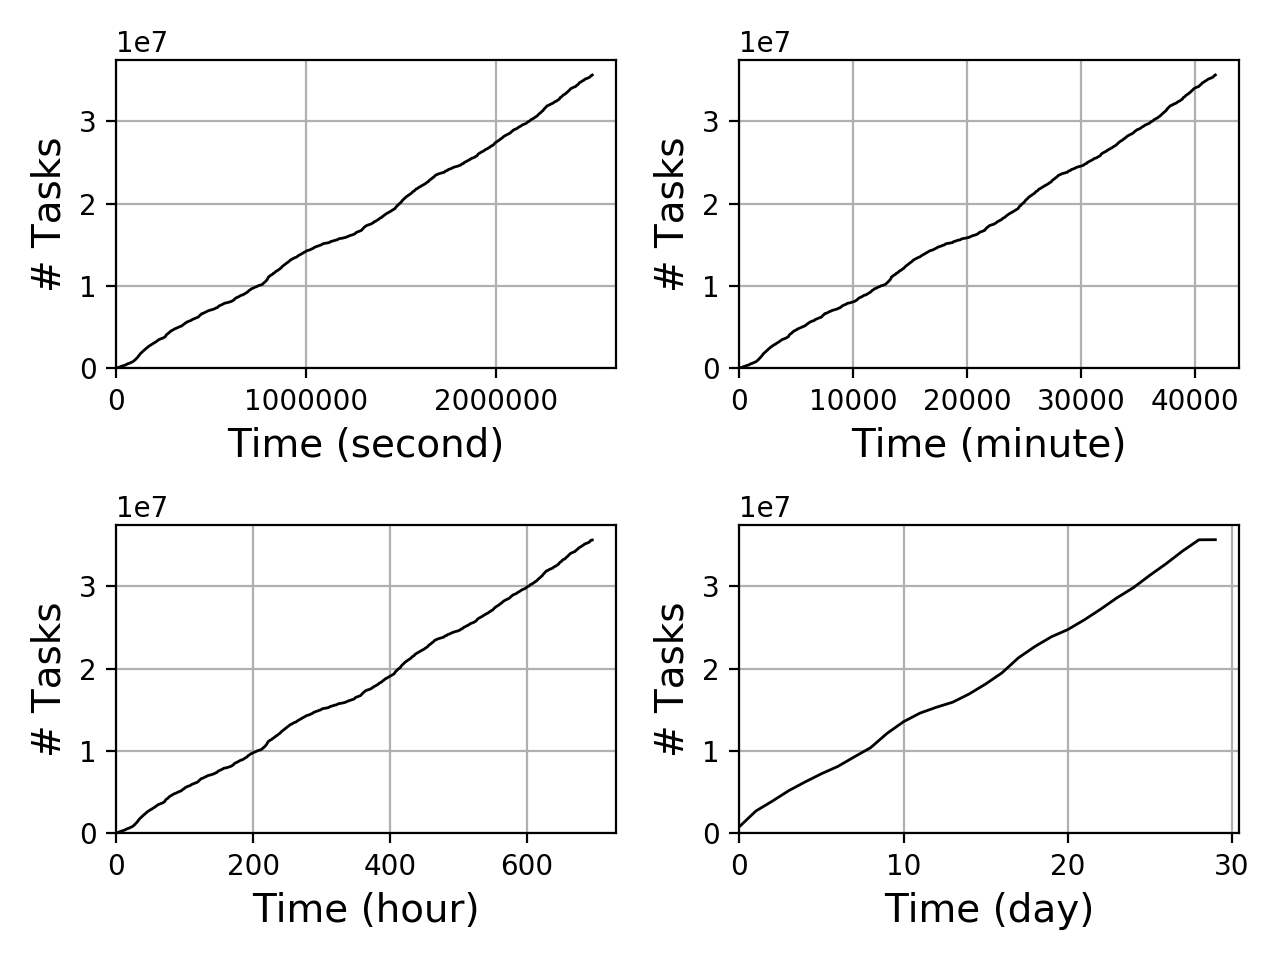 1e7
# Tasks
3
2
1
0
0 1000000 2000000
Time (second)
1e7
# Tasks
3
2
1
0
0 10000 20000 30000 40000
Time (minute)
1e7
# Tasks
3
2
1
0
0 200 400 600
Time (hour)
1e7
# Tasks
3
2
1
0
0 10 20 30
Time (day)